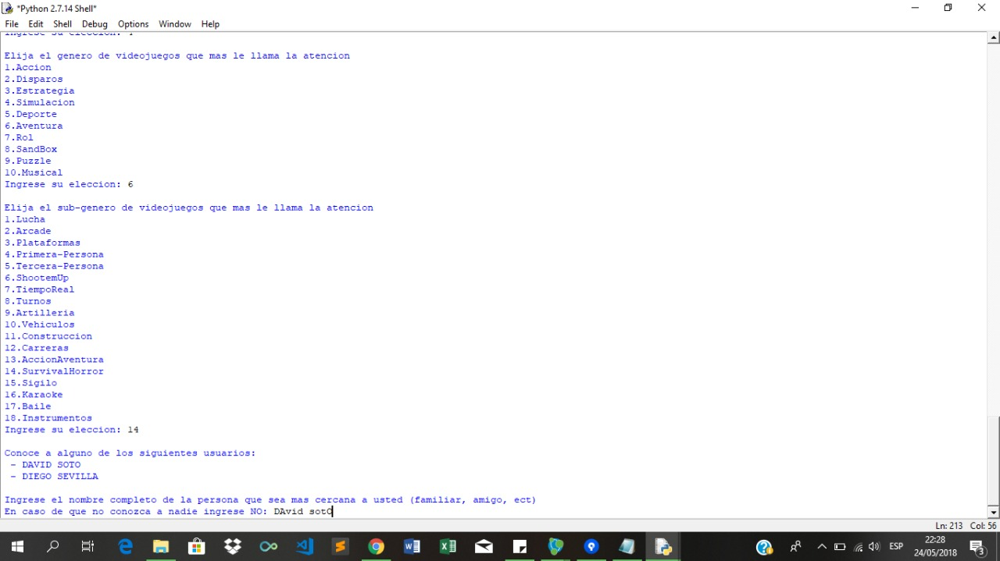 *Python 2.7.14 Shell*
File Edit Shell Debug Options Window Help
Ingrese su eleccion:
Elija el genero de videojuegos que mas le llama la atencion
1.Accion
2.Disparos
3.Estrategia
4.Simulacion
5.Deporte
6.Aventura
7.Rol
8.SandBox
9.Puzzle
10.Musical
Ingrese su eleccion: 6
Elija el sub-genero de videojuegos que mas le llama la atencion
1.Lucha
2.Arcade
3.Plataformas
4.Primera-Persona
5.Tercera-Persona
6.ShootemUp
7.TiempoReal
8.Turnos
9.Artilleria
10.Vehiculos
11.Construccion
12.Carreras
13.AccionAventura
14.SurvivalHorror
15.Sigilo
16.Karaoke
17.Baile
18.Instrumentos
Ingrese su eleccion: 14
Conoce a alguno de los siguientes usuarios:
- DAVID SOTO
- DIEGO SEVILLA
Ingrese el nombre completo de la persona que sea mas cercana a usted (familiar, amigo, ect)
En caso de que no conozca a nadie ingrese NO: DAvid sotO
Ln: 213 Col: 56
ESP
22:28
24/05/2018
3